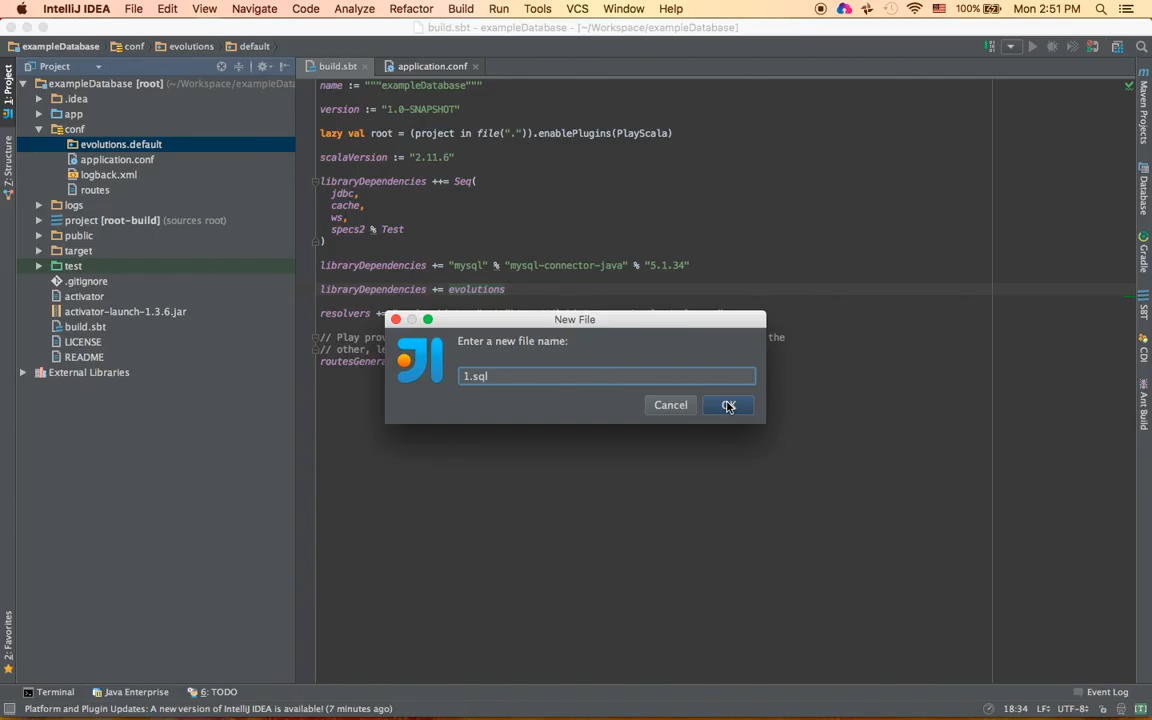 IntelliJ IDEA File Edit View Navigate Code Analyze Refactor Build Run Tools VCS Window Help 100% Mon 2:51 PM
build.sbt - exampleDatabase - [~/Workspace/exampleDatabase]
exampleDatabase conf evolutions default
Project
build.sbt
application.conf
exampleDatabase [root] (~/Workspace/exampleData
.idea
app
conf
evolutions.default
application.conf
logback.xml
routes
logs
project [root-build] (sources root)
public
target
test
.gitignore
activator
activator-launch-1.3.6.jar
build.sbt
LICENSE
README
External Libraries
1: Project
Z: Structure
2: Favorites
name := """exampleDatabase"""
version := "1.0-SNAPSHOT"
lazy val root = (project in file(".")).enablePlugins(PlayScala)
scalaVersion := "2.11.6"
libraryDependencies ++= Seq(
jdbc,
cache,
ws,
specs2 % Test
)
libraryDependencies += "mysql" % "mysql-connector-java" % "5.1.34"
libraryDependencies += evolutions
resolvers +=
// Play prov the
// other, le
routesGenera
New File
Enter a new file name:
1.sql
Cancel
OK
Maven Projects
Database
Gradle
SBT
CDI
Ant Build
Terminal Java Enterprise 6: TODO Event Log
Platform and Plugin Updates: A new version of IntelliJ IDEA is available! (7 minutes ago) 18:34 LF÷ UTF-8÷ [T]